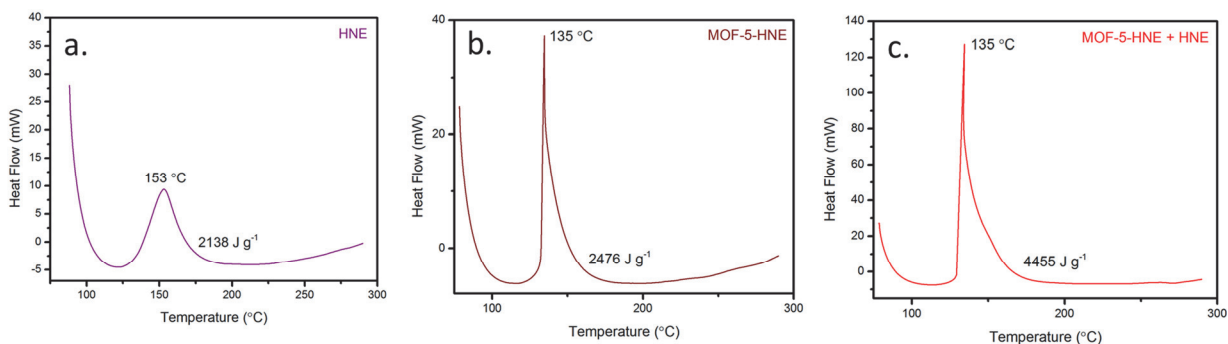 a.
HNE
40
35
30
25
20
15
10
5
0
-5
Heat Flow (mW)
153 °C
2138 J g⁻¹
100
150
200
250
300
Temperature (°C)
b.
MOF-5-HNE
40
20
0
Heat Flow (mW)
135 °C
2476 J g⁻¹
100
200
300
Temperature (°C)
c.
MOF-5-HNE + HNE
140
120
100
80
60
40
20
0
Heat Flow (mW)
135 °C
4455 J g⁻¹
100
200
300
Temperature (°C)